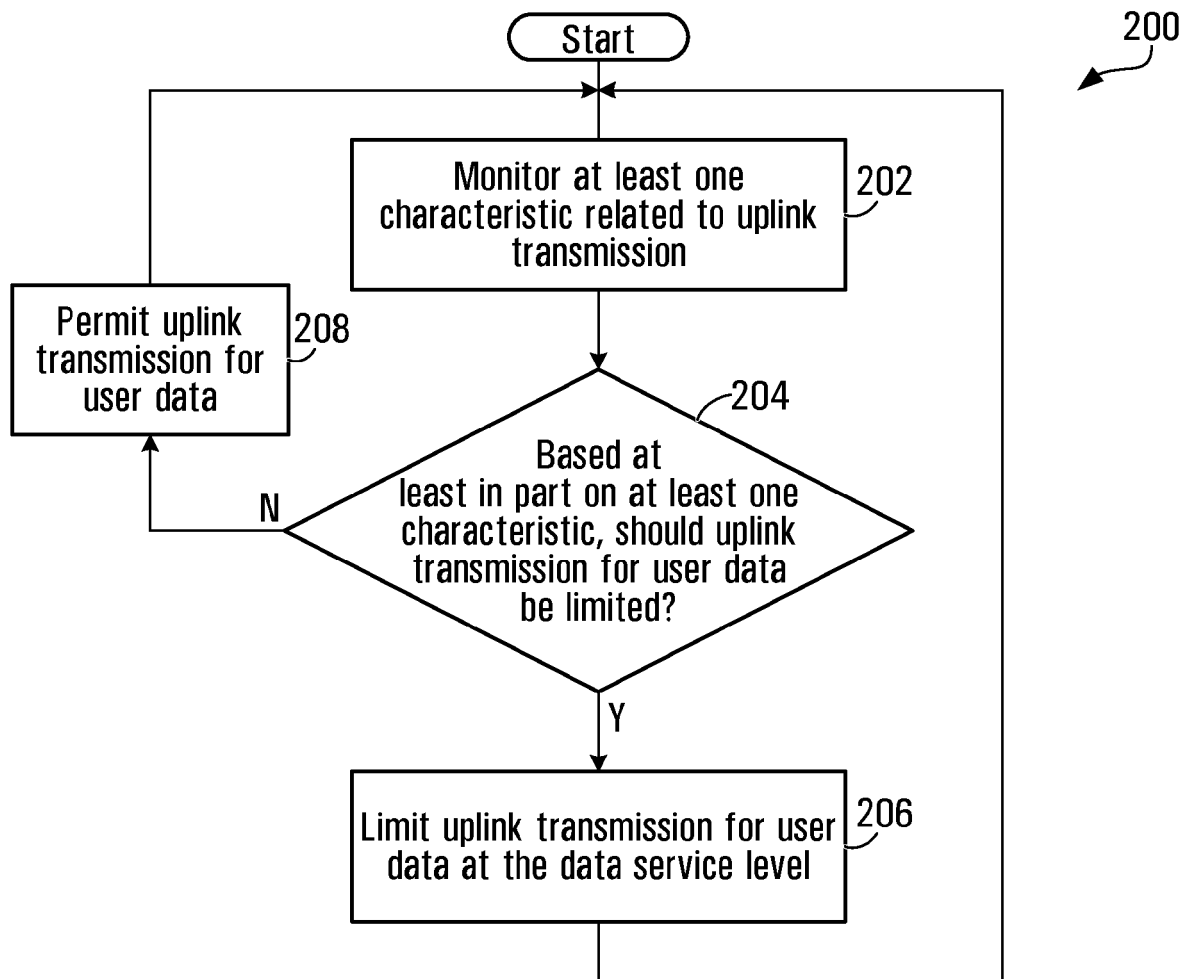 Start
200
Monitor at least one
characteristic related to uplink
transmission
202
Permit uplink
transmission for
user data
208
204
Based at
least in part on at least one
characteristic, should uplink
transmission for user data
be limited?
N
Y
Limit uplink transmission for user
data at the data service level
206